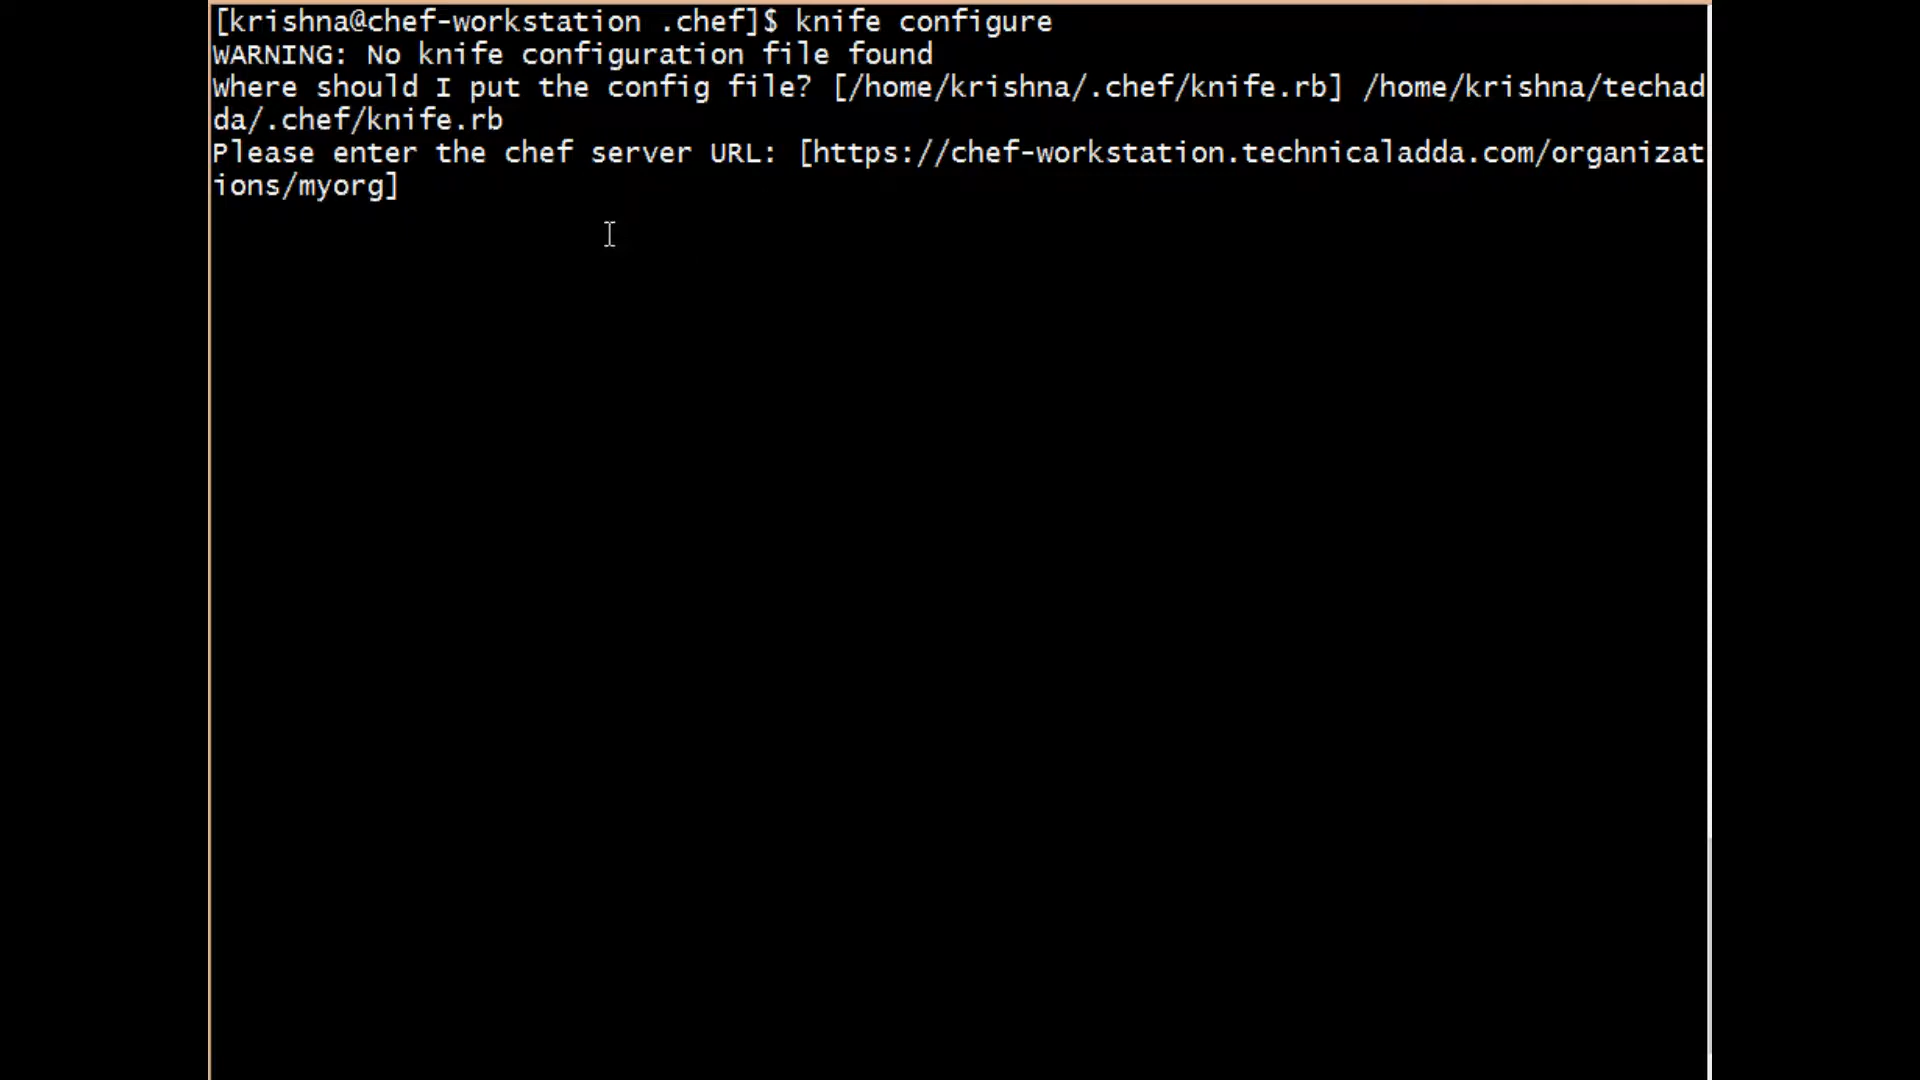 [krishna@chef-workstation .chef]$ knife configure
WARNING: No knife configuration file found
Where should I put the config file? [/home/krishna/.chef/knife.rb] /home/krishna/techad
da/.chef/knife.rb
Please enter the chef server URL: [https://chef-workstation.technicaladda.com/organizat
ions/myorg]